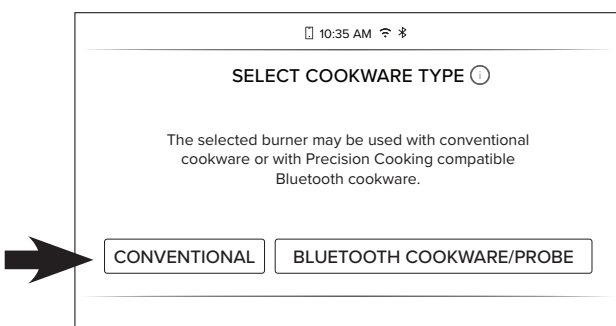 10:35 AM
SELECT COOKWARE TYPE
The selected burner may be used with conventional
cookware or with Precision Cooking compatible
Bluetooth cookware.
CONVENTIONAL
BLUETOOTH COOKWARE/PROBE